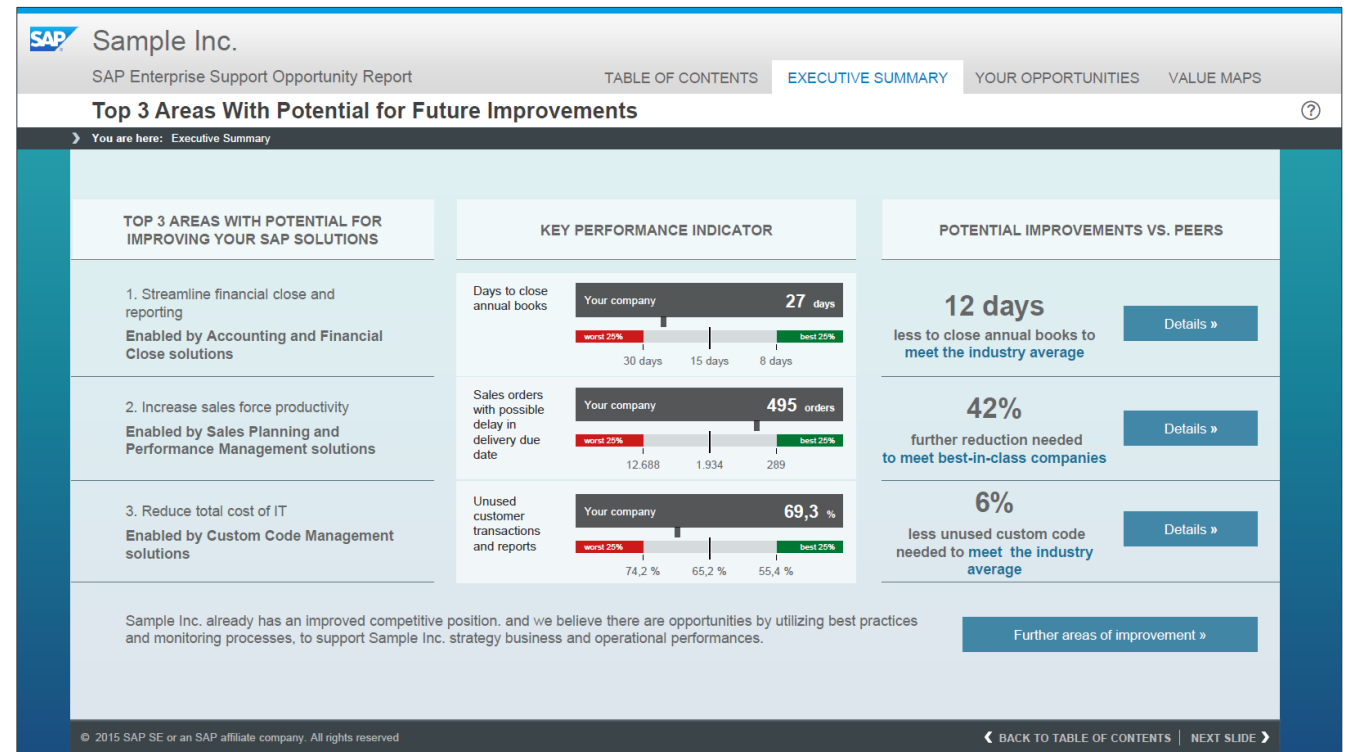 SAP
Sample Inc.
SAP Enterprise Support Opportunity Report
TABLE OF CONTENTS
EXECUTIVE SUMMARY
YOUR OPPORTUNITIES
VALUE MAPS
Top 3 Areas With Potential for Future Improvements
?
❯ You are here: Executive Summary
TOP 3 AREAS WITH POTENTIAL FOR
IMPROVING YOUR SAP SOLUTIONS
KEY PERFORMANCE INDICATOR
POTENTIAL IMPROVEMENTS VS. PEERS
1. Streamline financial close and
reporting
Enabled by Accounting and Financial
Close solutions
Days to close
annual books
Your company 27 days
worst 25% best 25%
30 days 15 days 8 days
12 days
less to close annual books to
meet the industry average
Details »
2. Increase sales force productivity
Enabled by Sales Planning and
Performance Management solutions
Sales orders
with possible
delay in
delivery due
date
Your company 495 orders
worst 25% best 25%
12.688 1.934 289
42%
further reduction needed
to meet best-in-class companies
Details »
3. Reduce total cost of IT
Enabled by Custom Code Management
solutions
Unused
customer
transactions
and reports
Your company 69,3 %
worst 25% best 25%
74,2 % 65,2 % 55,4 %
6%
less unused custom code
needed to meet the industry
average
Details »
Sample Inc. already has an improved competitive position. and we believe there are opportunities by utilizing best practices
and monitoring processes, to support Sample Inc. strategy business and operational performances.
Further areas of improvement »
© 2015 SAP SE or an SAP affiliate company. All rights reserved
❮ BACK TO TABLE OF CONTENTS | NEXT SLIDE ❯